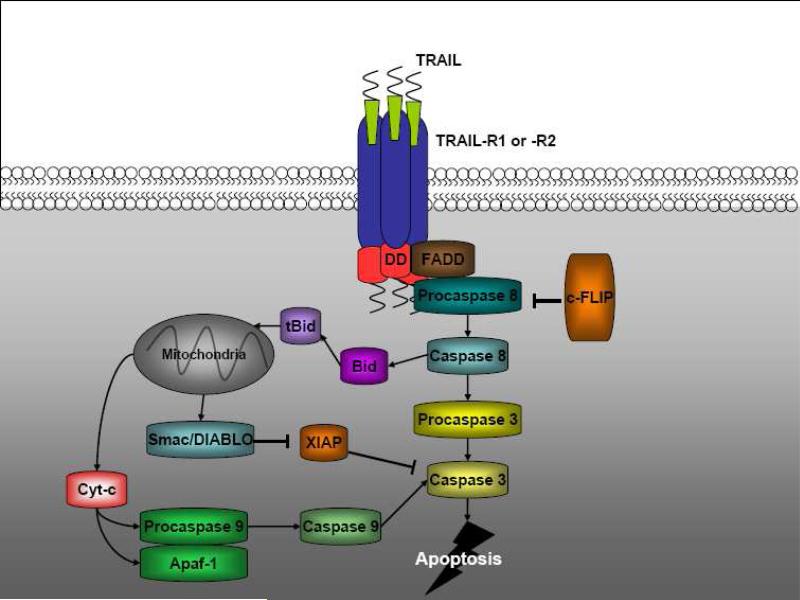 TRAIL
TRAIL-R1 or -R2
DD
FADD
Procaspase 8
c-FLIP
tBid
Mitochondria
Bid
Caspase 8
Procaspase 3
Smac/DIABLO
XIAP
Caspase 3
Cyt-c
Procaspase 9
Caspase 9
Apaf-1
Apoptosis